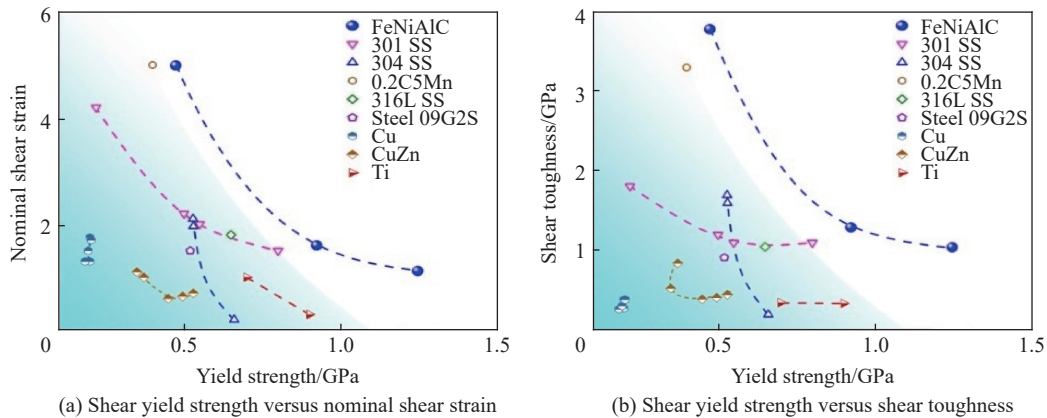 6
4
2
0
0.5
1.0
1.5
Nominal shear strain
Yield strength/GPa
FeNiAlC
301 SS
304 SS
0.2C5Mn
316L SS
Steel 09G2S
Cu
CuZn
Ti
(a) Shear yield strength versus nominal shear strain
4
3
2
1
0
0.5
1.0
1.5
Shear toughness/GPa
Yield strength/GPa
FeNiAlC
301 SS
304 SS
0.2C5Mn
316L SS
Steel 09G2S
Cu
CuZn
Ti
(b) Shear yield strength versus shear toughness